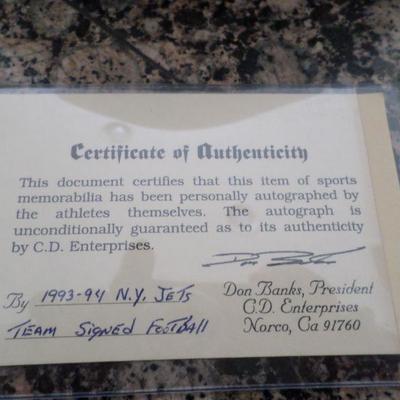 Certificate of Authenticity
This document certifies that this item of sports
memorabilia has been personally autographed by
the athletes themselves. The autograph is
unconditionally guaranteed as to its authenticity
by C.D. Enterprises.
By 1993-94 N.Y. JETS
TEAM SIGNED FOOTBALL
Don Banks, President
C.D. Enterprises
Norco, Ca 91760